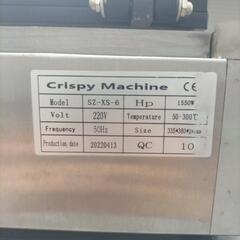 Crispy Machine CE
Model SZ-XS-6 Hp 1550W
Volt 220V Temperature 50-300℃
Frequency 50Hz Size
Production date 20220413 QC 10